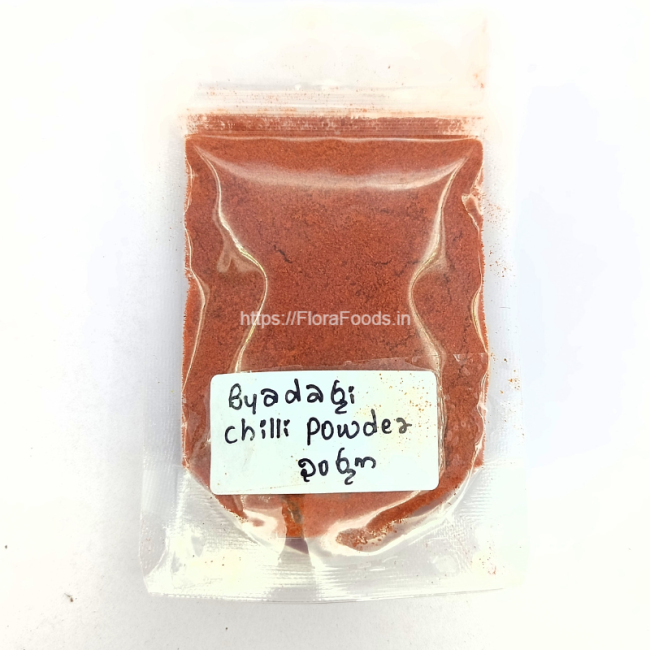 https://FloraFoods.in
Byadagi
chilli powder
200gm